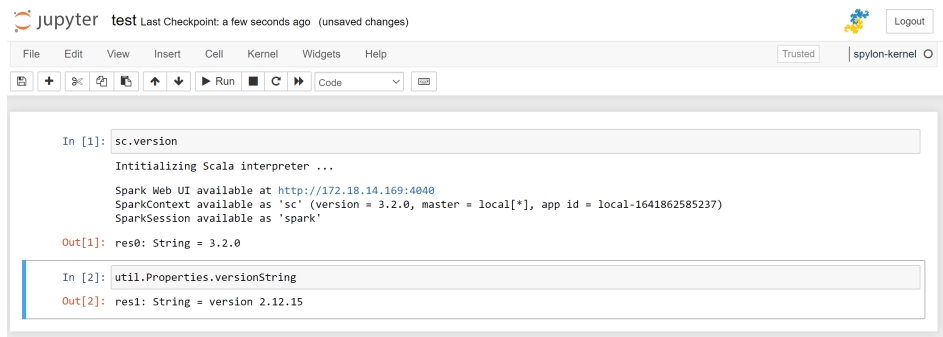 jupyter test Last Checkpoint: a few seconds ago (unsaved changes) Logout
File Edit View Insert Cell Kernel Widgets Help Trusted spylon-kernel
Run Code
In [1]: sc.version
Intitializing Scala interpreter ...
Spark Web UI available at http://172.18.14.169:4040
SparkContext available as 'sc' (version = 3.2.0, master = local[*], app id = local-1641862585237)
SparkSession available as 'spark'
Out[1]: res0: String = 3.2.0
In [2]: util.Properties.versionString
Out[2]: res1: String = version 2.12.15